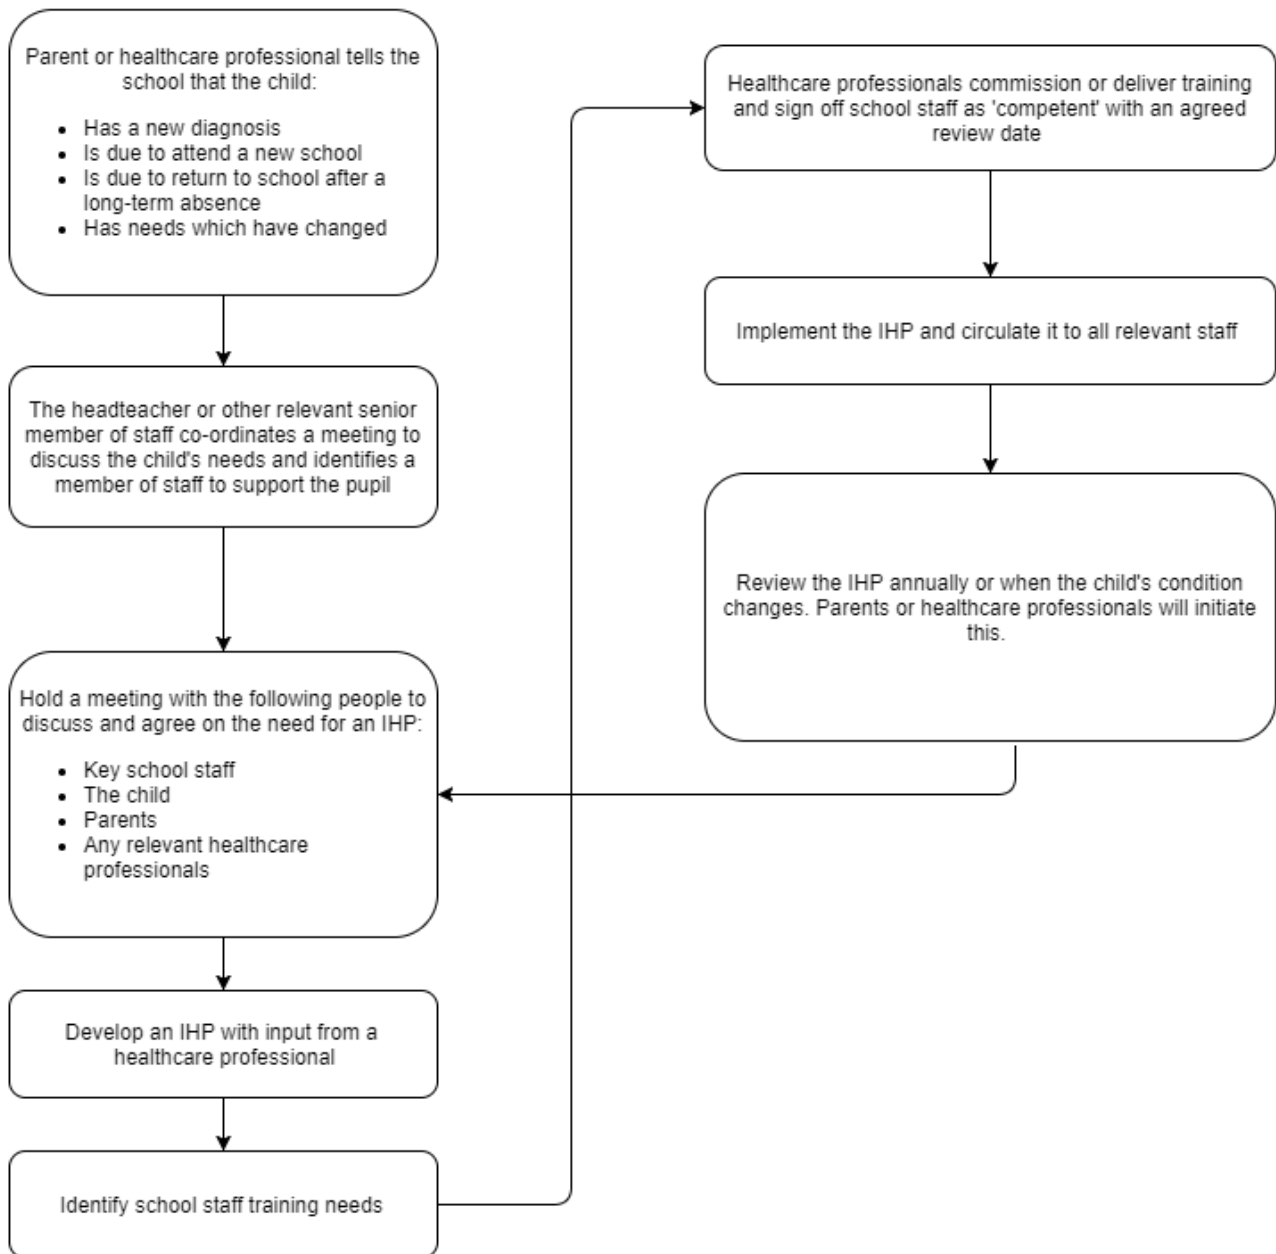 Parent or healthcare professional tells the
school that the child:
• Has a new diagnosis
• Is due to attend a new school
• Is due to return to school after a
long-term absence
• Has needs which have changed
The headteacher or other relevant senior
member of staff co-ordinates a meeting to
discuss the child's needs and identifies a
member of staff to support the pupil
Hold a meeting with the following people to
discuss and agree on the need for an IHP:
• Key school staff
• The child
• Parents
• Any relevant healthcare
professionals
Develop an IHP with input from a
healthcare professional
Identify school staff training needs
Healthcare professionals commission or deliver training
and sign off school staff as 'competent' with an agreed
review date
Implement the IHP and circulate it to all relevant staff
Review the IHP annually or when the child's condition
changes. Parents or healthcare professionals will initiate
this.